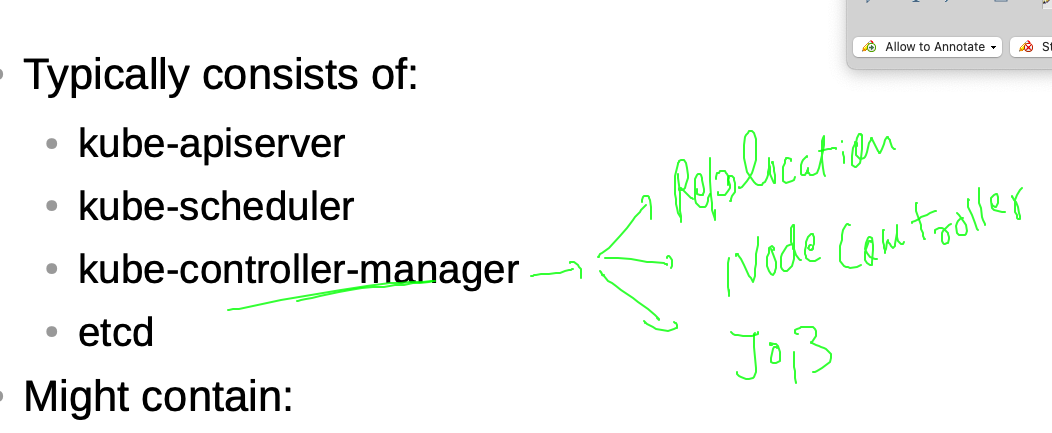 Allow to Annotate
St
Typically consists of:
kube-apiserver
kube-scheduler
kube-controller-manager
etcd
Might contain:
Replocation
Node Controller
JoB